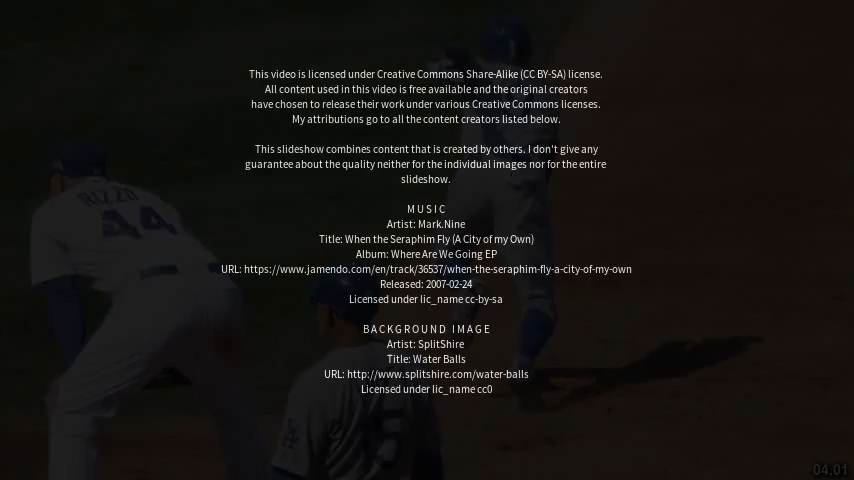 This video is licensed under Creative Commons Share-Alike (CC BY-SA) license.
All content used in this video is free available and the original creators
have chosen to release their work under various Creative Commons licenses.
My attributions go to all the content creators listed below.
This slideshow combines content that is created by others. I don't give any
guarantee about the quality neither for the individual images nor for the entire
slideshow.
MUSIC
Artist: Mark.Nine
Title: When the Seraphim Fly (A City of my Own)
Album: Where Are We Going EP
URL: https://www.jamendo.com/en/track/36537/when-the-seraphim-fly-a-city-of-my-own
Released: 2007-02-24
Licensed under lic_name cc-by-sa
BACKGROUND IMAGE
Artist: SplitShire
Title: Water Balls
URL: http://www.splitshire.com/water-balls
Licensed under lic_name cc0
RIZZO
44
5
04.01